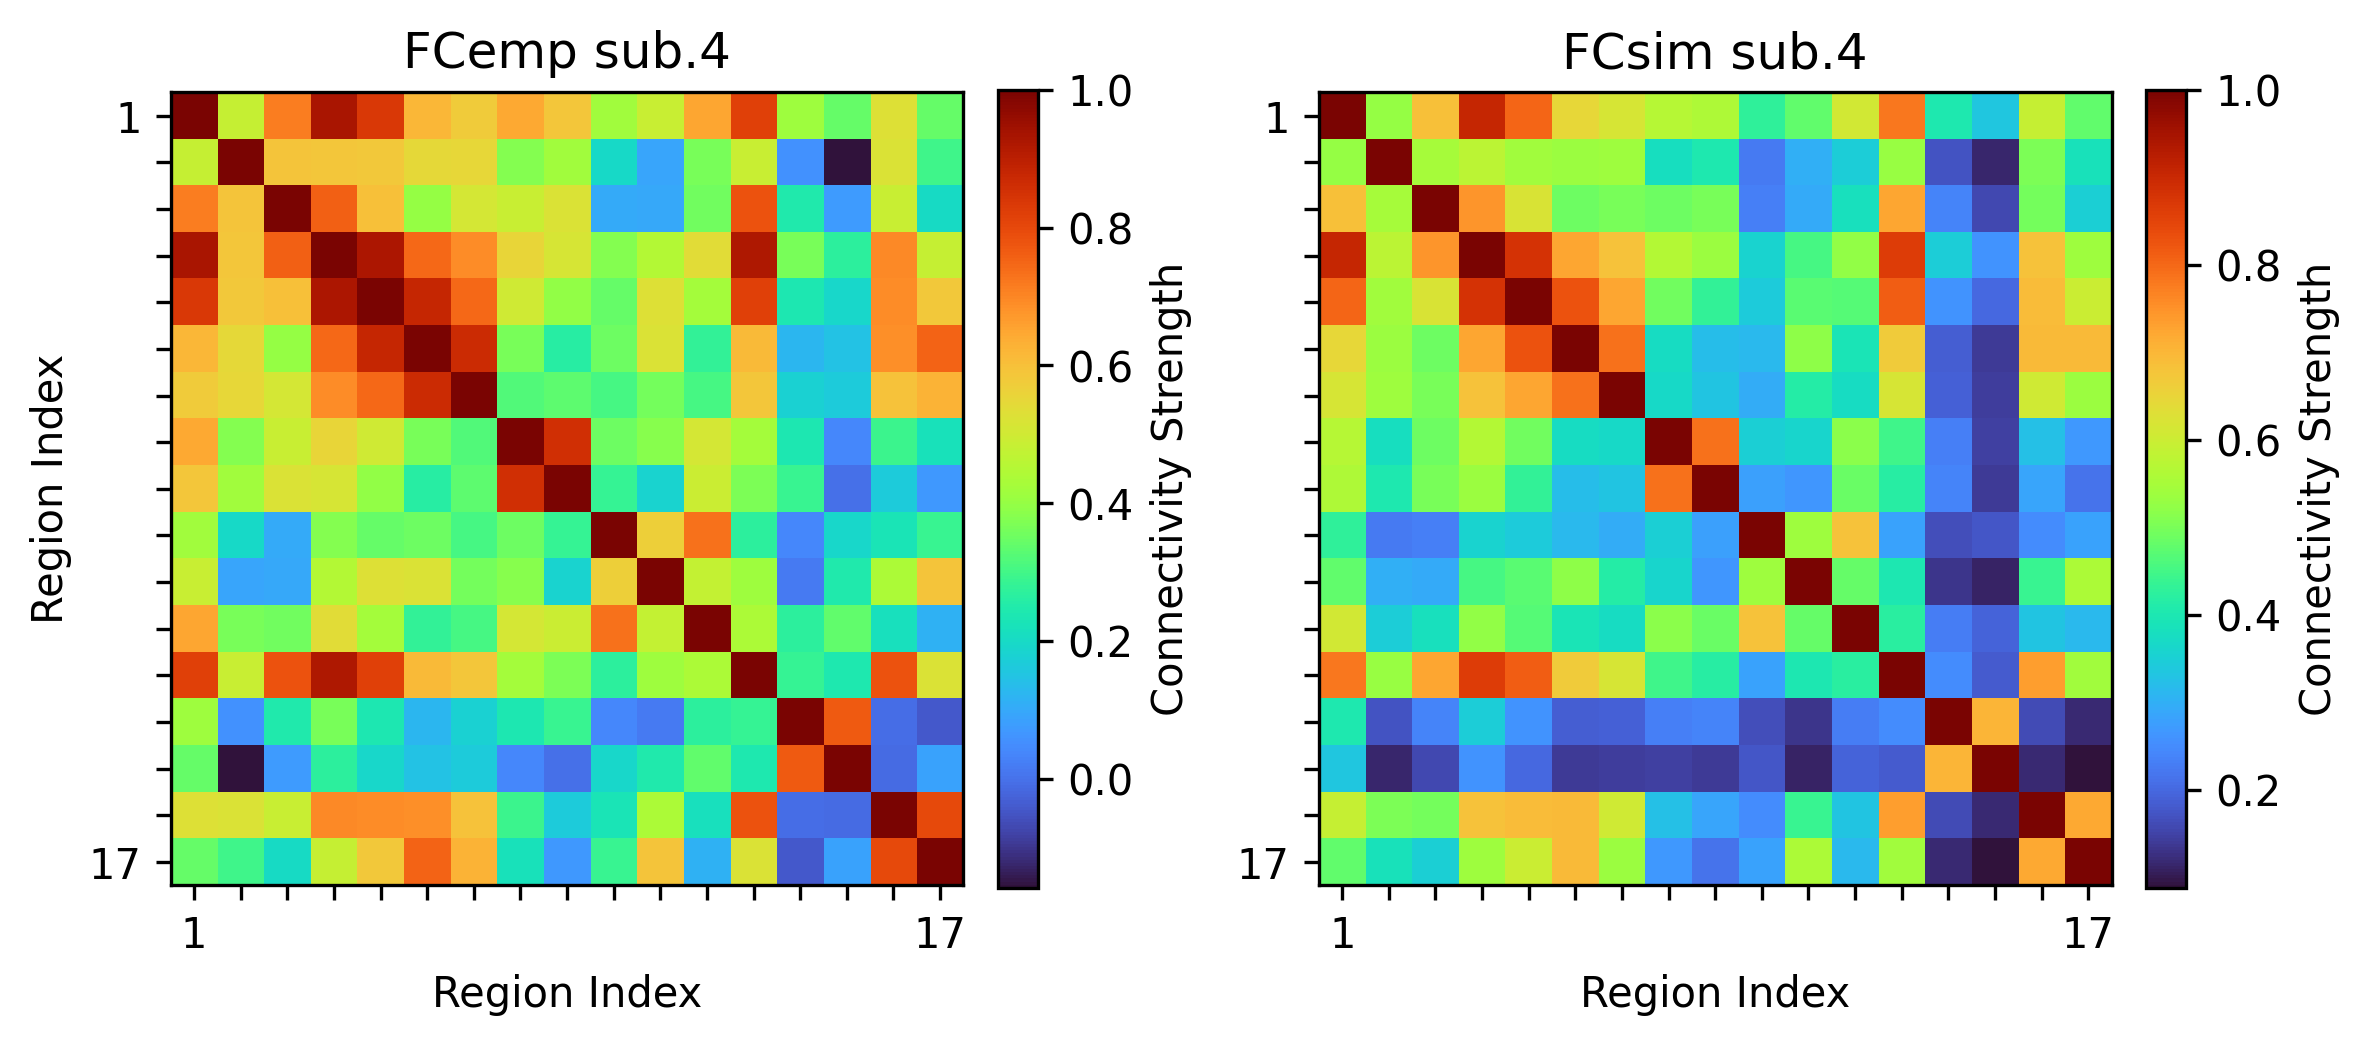 FCemp sub.4
1
17
Region Index
1
17
Region Index
1.0
0.8
0.6
0.4
0.2
0.0
Connectivity Strength
FCsim sub.4
1
17
1
17
Region Index
1.0
0.8
0.6
0.4
0.2
Connectivity Strength